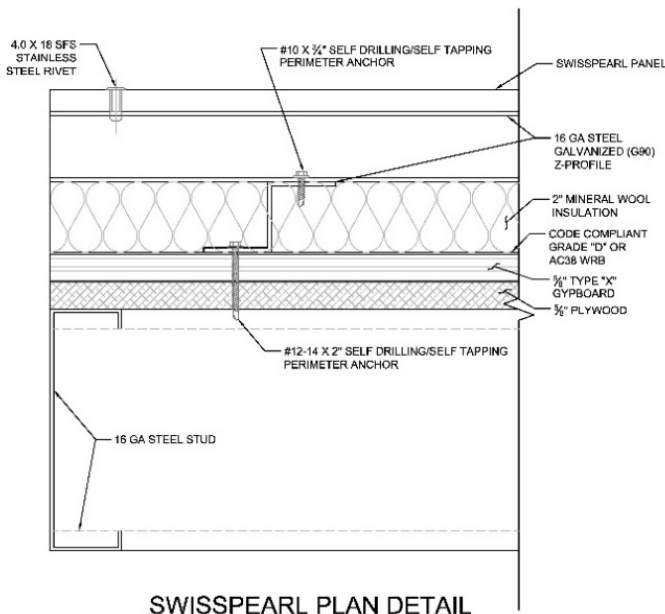 4.0 X 18 SFS
STAINLESS
STEEL RIVET
#10 X ¾" SELF DRILLING/SELF TAPPING
PERIMETER ANCHOR
SWISSPEARL PANEL
16 GA STEEL
GALVANIZED (G90)
Z-PROFILE
2" MINERAL WOOL
INSULATION
CODE COMPLIANT
GRADE "D" OR
AC38 WRB
⅝" TYPE "X"
GYPBOARD
⅝" PLYWOOD
#12-14 X 2" SELF DRILLING/SELF TAPPING
PERIMETER ANCHOR
16 GA STEEL STUD
SWISSPEARL PLAN DETAIL